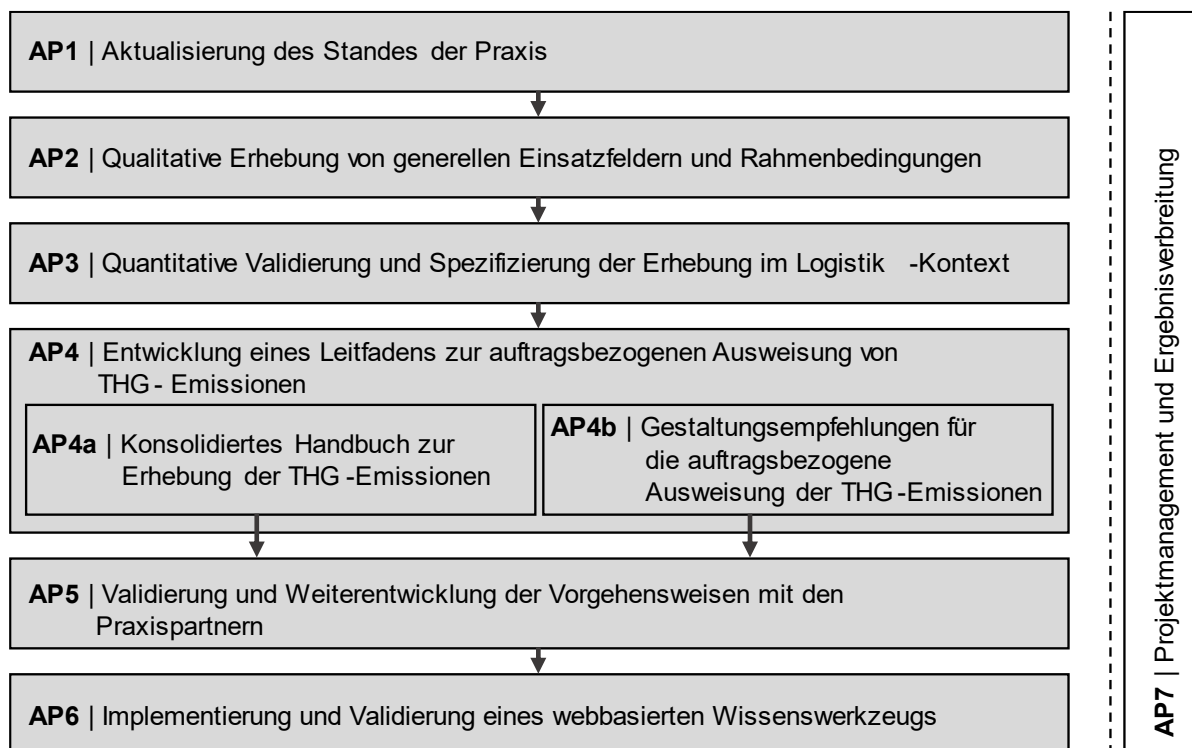 AP1 | Aktualisierung des Standes der Praxis
AP2 | Qualitative Erhebung von generellen Einsatzfeldern und Rahmenbedingungen
AP3 | Quantitative Validierung und Spezifizierung der Erhebung im Logistik -Kontext
AP4 | Entwicklung eines Leitfadens zur auftragsbezogenen Ausweisung von
THG - Emissionen
AP4a | Konsolidiertes Handbuch zur
Erhebung der THG -Emissionen
AP4b | Gestaltungsempfehlungen für
die auftragsbezogene
Ausweisung der THG -Emissionen
AP5 | Validierung und Weiterentwicklung der Vorgehensweisen mit den
Praxispartnern
AP6 | Implementierung und Validierung eines webbasierten Wissenswerkzeugs
AP7 | Projektmanagement und Ergebnisverbreitung